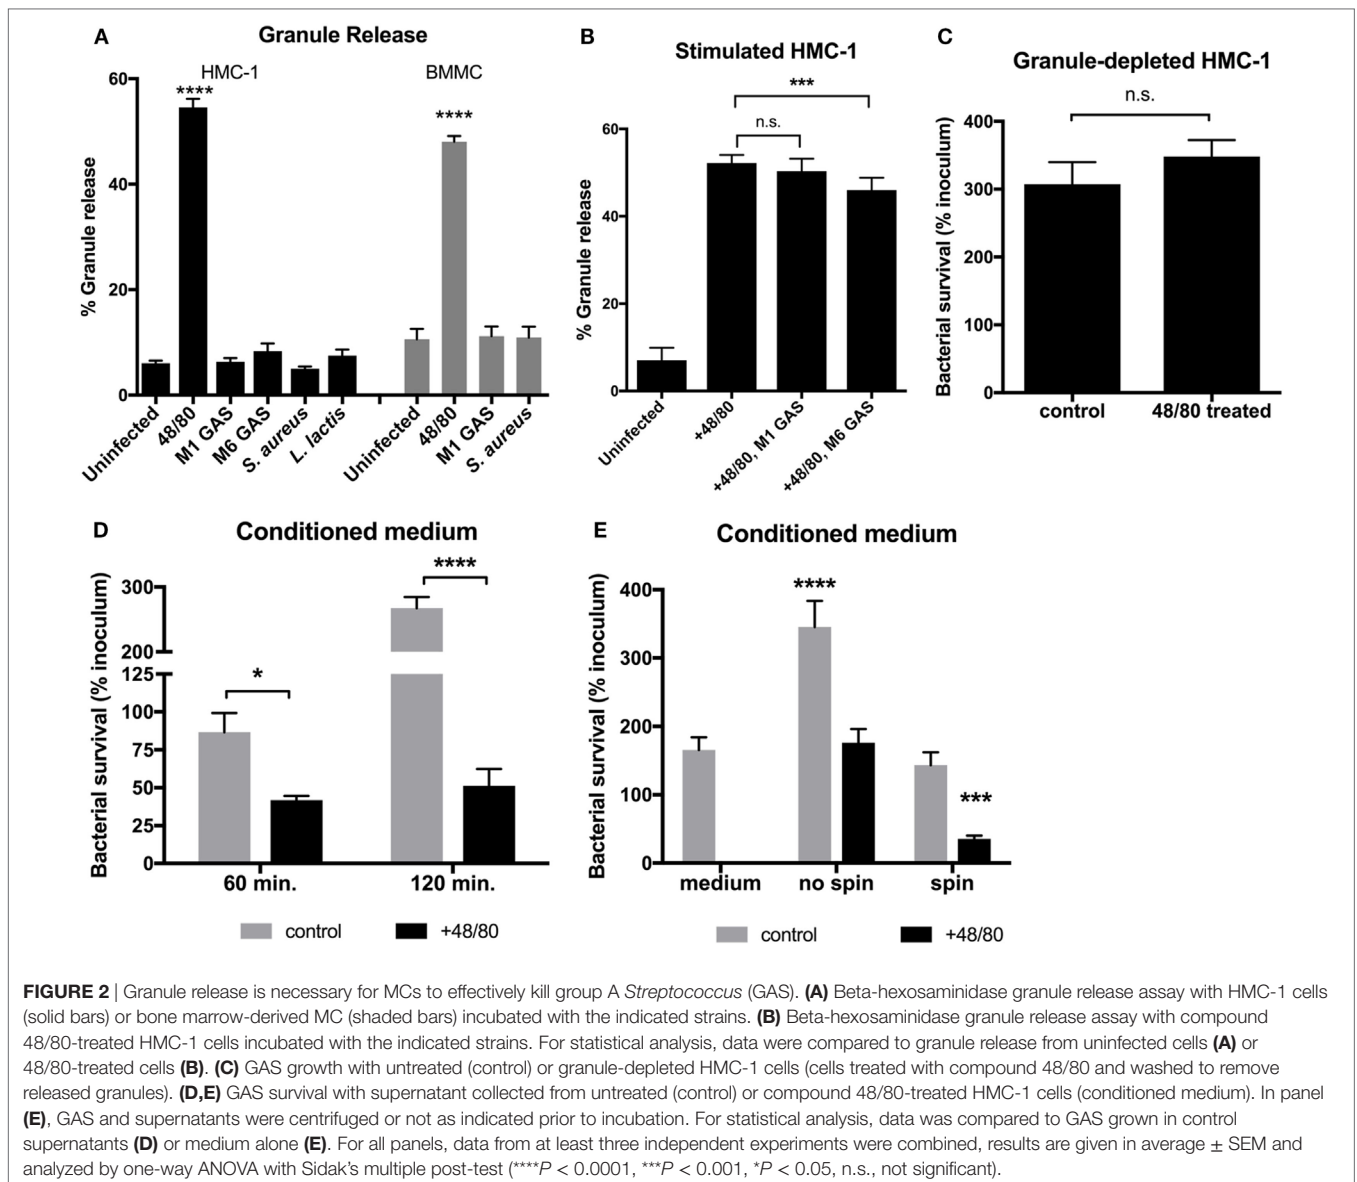 A
Granule Release
HMC-1
BMMC
% Granule release
60
40
20
0
****
****
Uninfected
48/80
M1 GAS
M6 GAS
S. aureus
L. lactis
Uninfected
48/80
M1 GAS
S. aureus
B
Stimulated HMC-1
***
n.s.
% Granule release
60
40
20
0
Uninfected
+48/80
+48/80, M1 GAS
+48/80, M6 GAS
C
Granule-depleted HMC-1
n.s.
Bacterial survival (% inoculum)
400
300
200
100
0
control
48/80 treated
D
Conditioned medium
****
*
Bacterial survival (% inoculum)
300
200
125
100
75
50
25
0
60 min.
120 min.
control
+48/80
E
Conditioned medium
****
***
Bacterial survival (% inoculum)
400
300
200
100
0
medium
no spin
spin
control
+48/80
FIGURE 2 | Granule release is necessary for MCs to effectively kill group A Streptococcus (GAS). (A) Beta-hexosaminidase granule release assay with HMC-1 cells
(solid bars) or bone marrow-derived MC (shaded bars) incubated with the indicated strains. (B) Beta-hexosaminidase granule release assay with compound
48/80-treated HMC-1 cells incubated with the indicated strains. For statistical analysis, data were compared to granule release from uninfected cells (A) or
48/80-treated cells (B). (C) GAS growth with untreated (control) or granule-depleted HMC-1 cells (cells treated with compound 48/80 and washed to remove
released granules). (D,E) GAS survival with supernatant collected from untreated (control) or compound 48/80-treated HMC-1 cells (conditioned medium). In panel
(E), GAS and supernatants were centrifuged or not as indicated prior to incubation. For statistical analysis, data was compared to GAS grown in control
supernatants (D) or medium alone (E). For all panels, data from at least three independent experiments were combined, results are given in average ± SEM and
analyzed by one-way ANOVA with Sidak's multiple post-test (****P < 0.0001, ***P < 0.001, *P < 0.05, n.s., not significant).